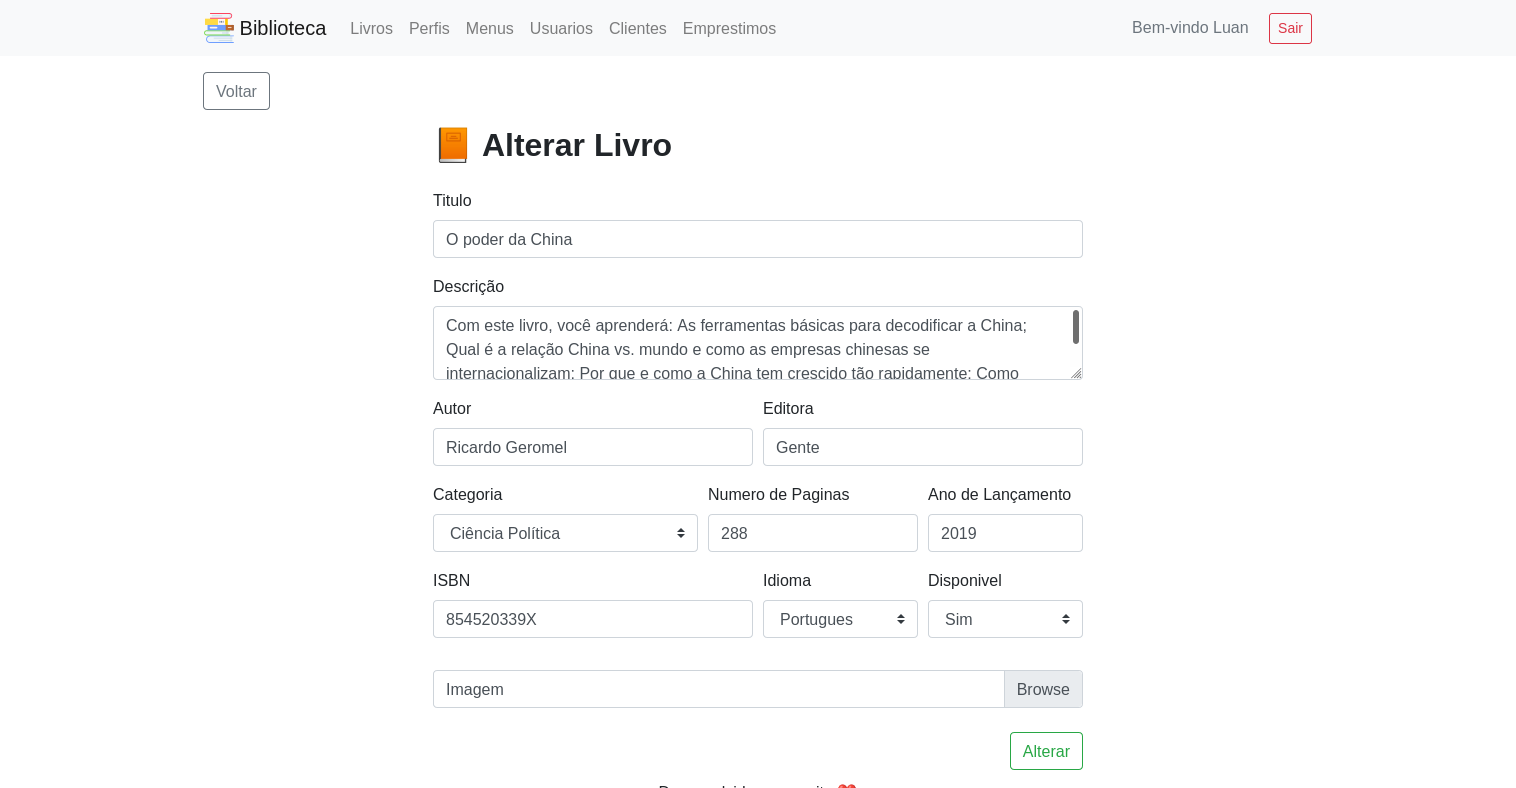 Biblioteca Livros Perfis Menus Usuarios Clientes Emprestimos Bem-vindo Luan Sair
Voltar
Alterar Livro
Titulo
O poder da China
Descrição
Com este livro, você aprenderá: As ferramentas básicas para decodificar a China;
Qual é a relação China vs. mundo e como as empresas chinesas se
internacionalizam; Por que e como a China tem crescido tão rapidamente; Como
Autor Editora
Ricardo Geromel Gente
Categoria Numero de Paginas Ano de Lançamento
Ciência Política 288 2019
ISBN Idioma Disponivel
854520339X Portugues Sim
Imagem Browse
Alterar